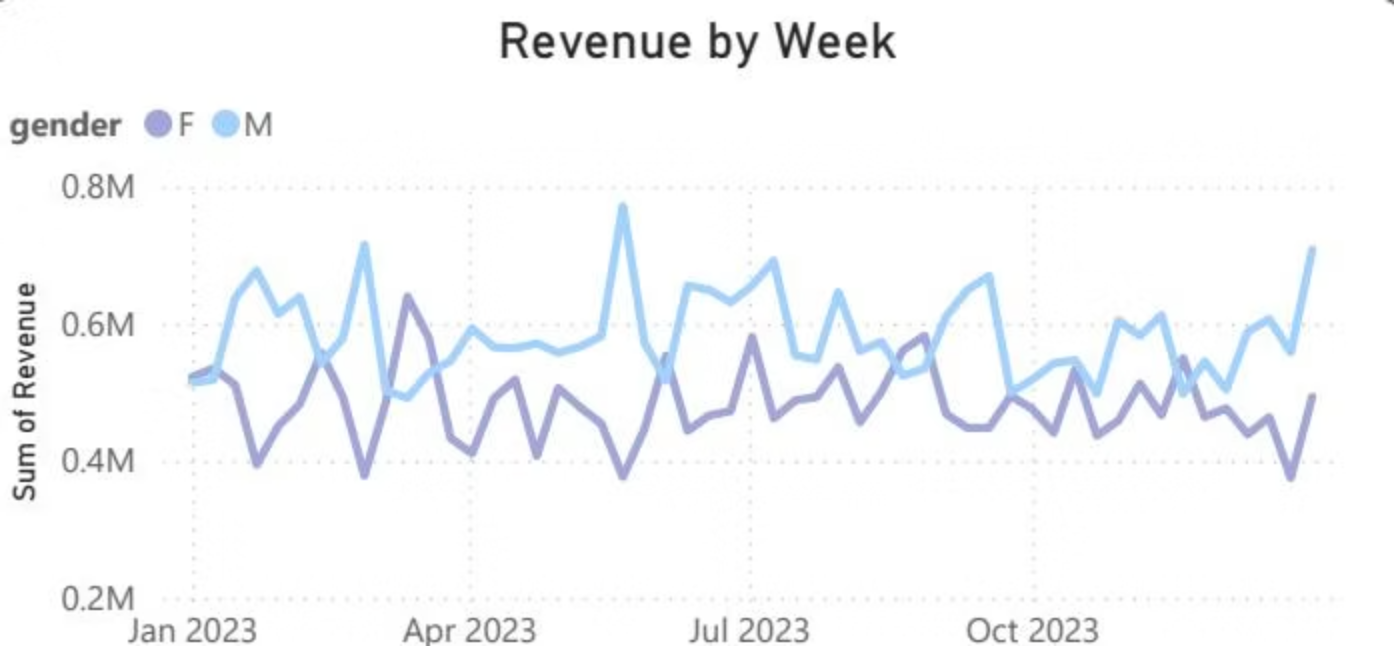 Revenue by Week
gender F M
0.8M
0.6M
0.4M
0.2M
Sum of Revenue
Jan 2023 Apr 2023 Jul 2023 Oct 2023